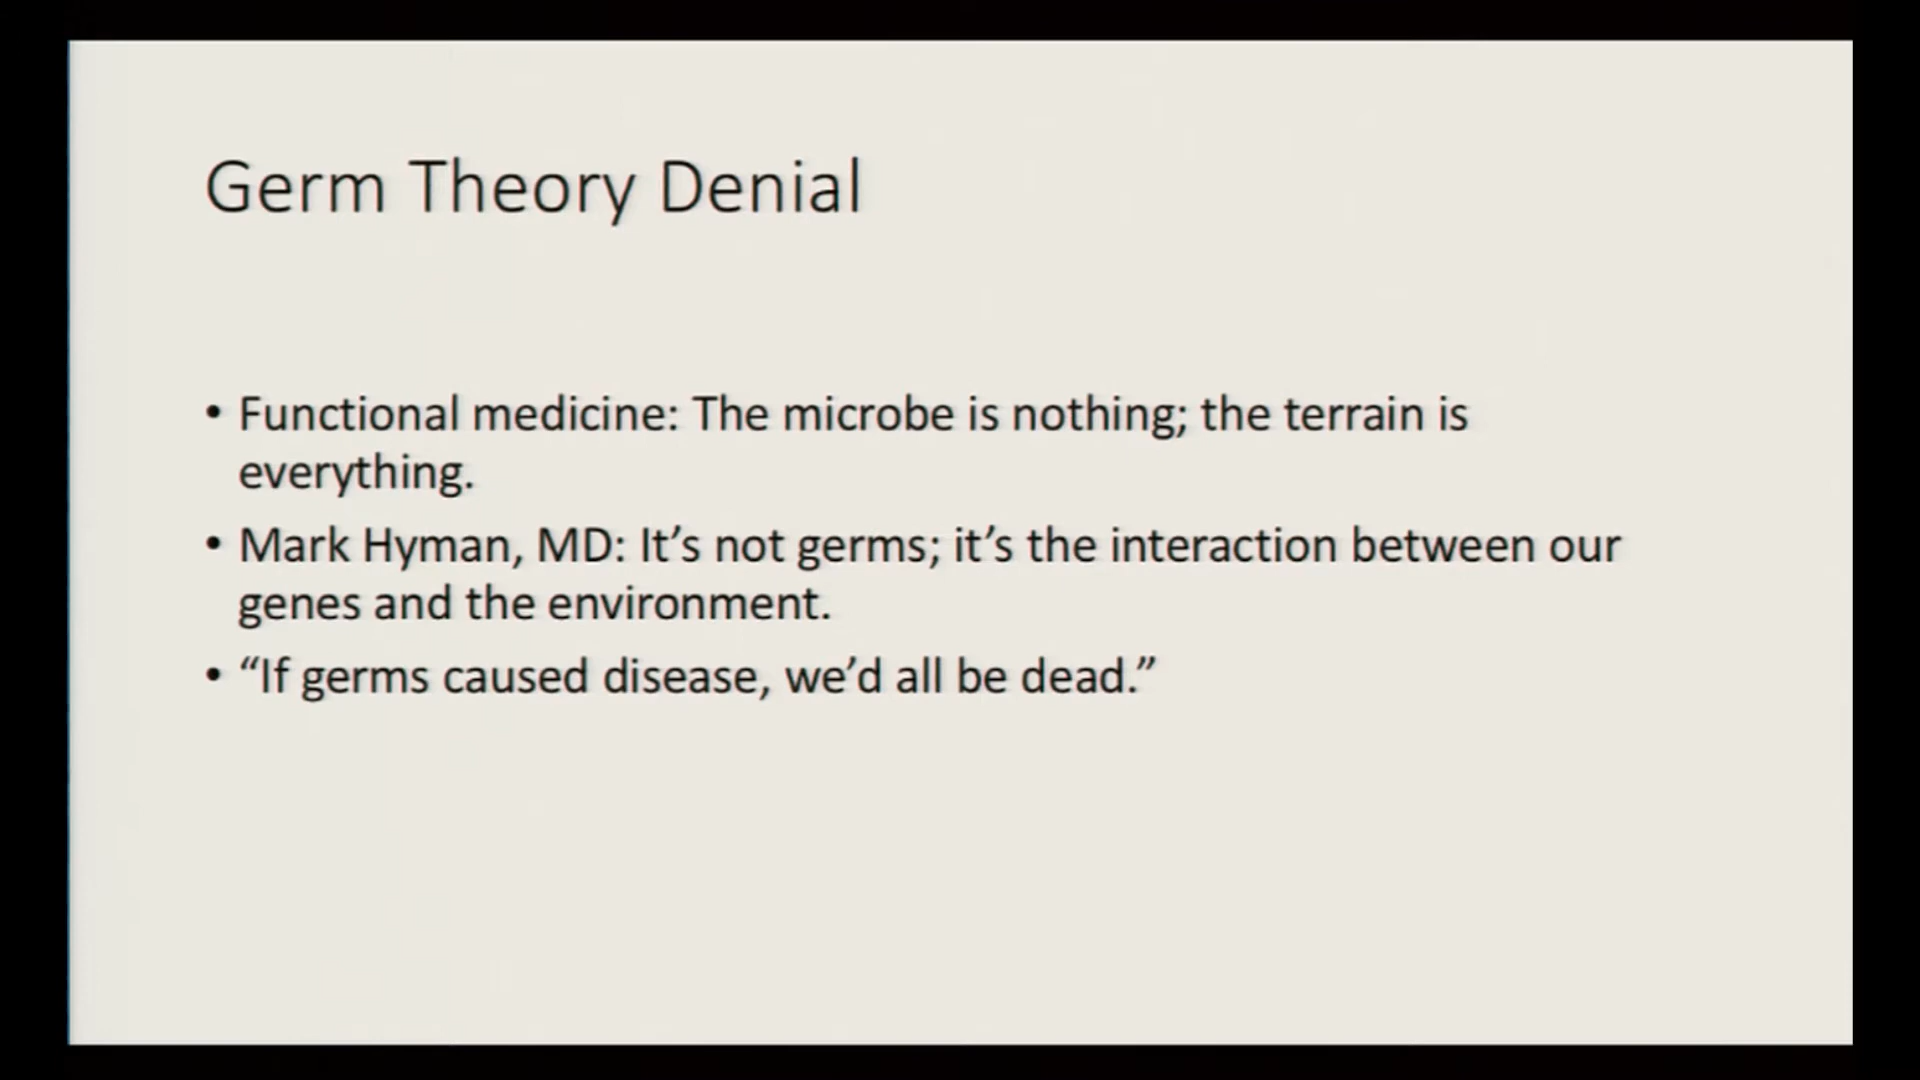 Germ Theory Denial
• Functional medicine: The microbe is nothing; the terrain is
everything.
• Mark Hyman, MD: It’s not germs; it’s the interaction between our
genes and the environment.
• “If germs caused disease, we’d all be dead.”